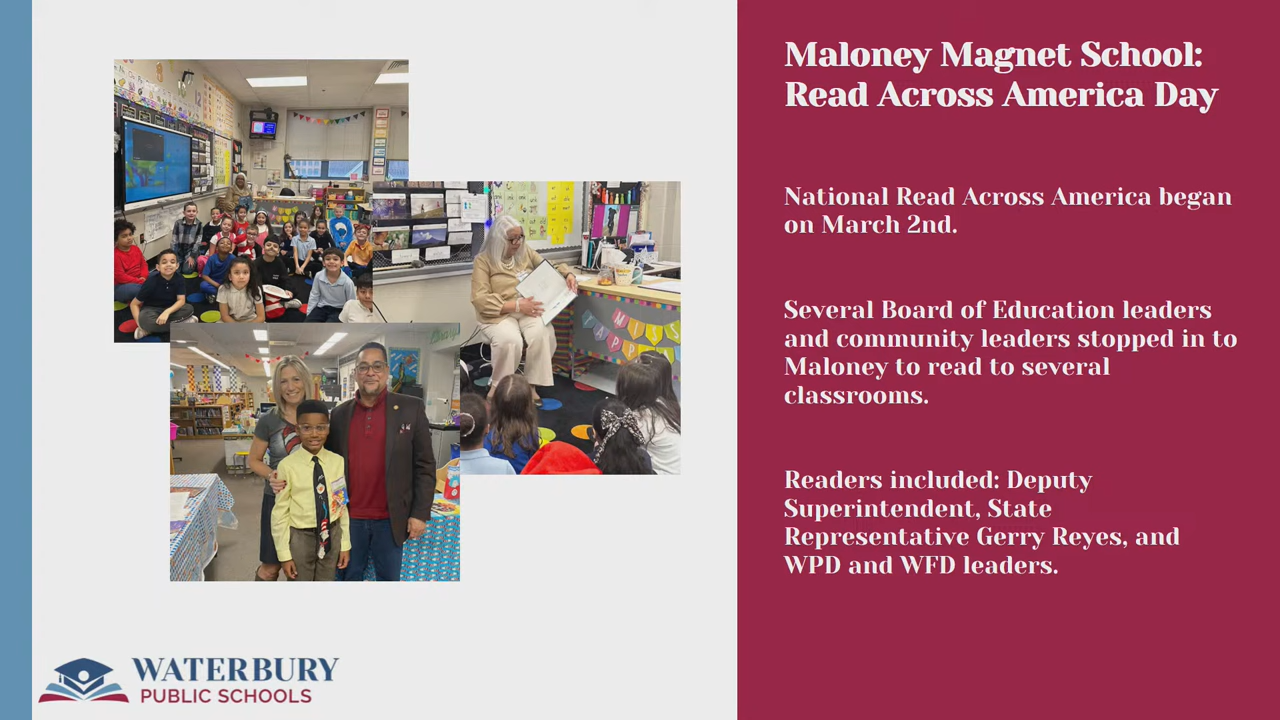 Maloney Magnet School:
Read Across America Day
National Read Across America began
on March 2nd.
Several Board of Education leaders
and community leaders stopped in to
Maloney to read to several
classrooms.
Readers included: Deputy
Superintendent, State
Representative Gerry Reyes, and
WPD and WFD leaders.
WATERBURY
PUBLIC SCHOOLS